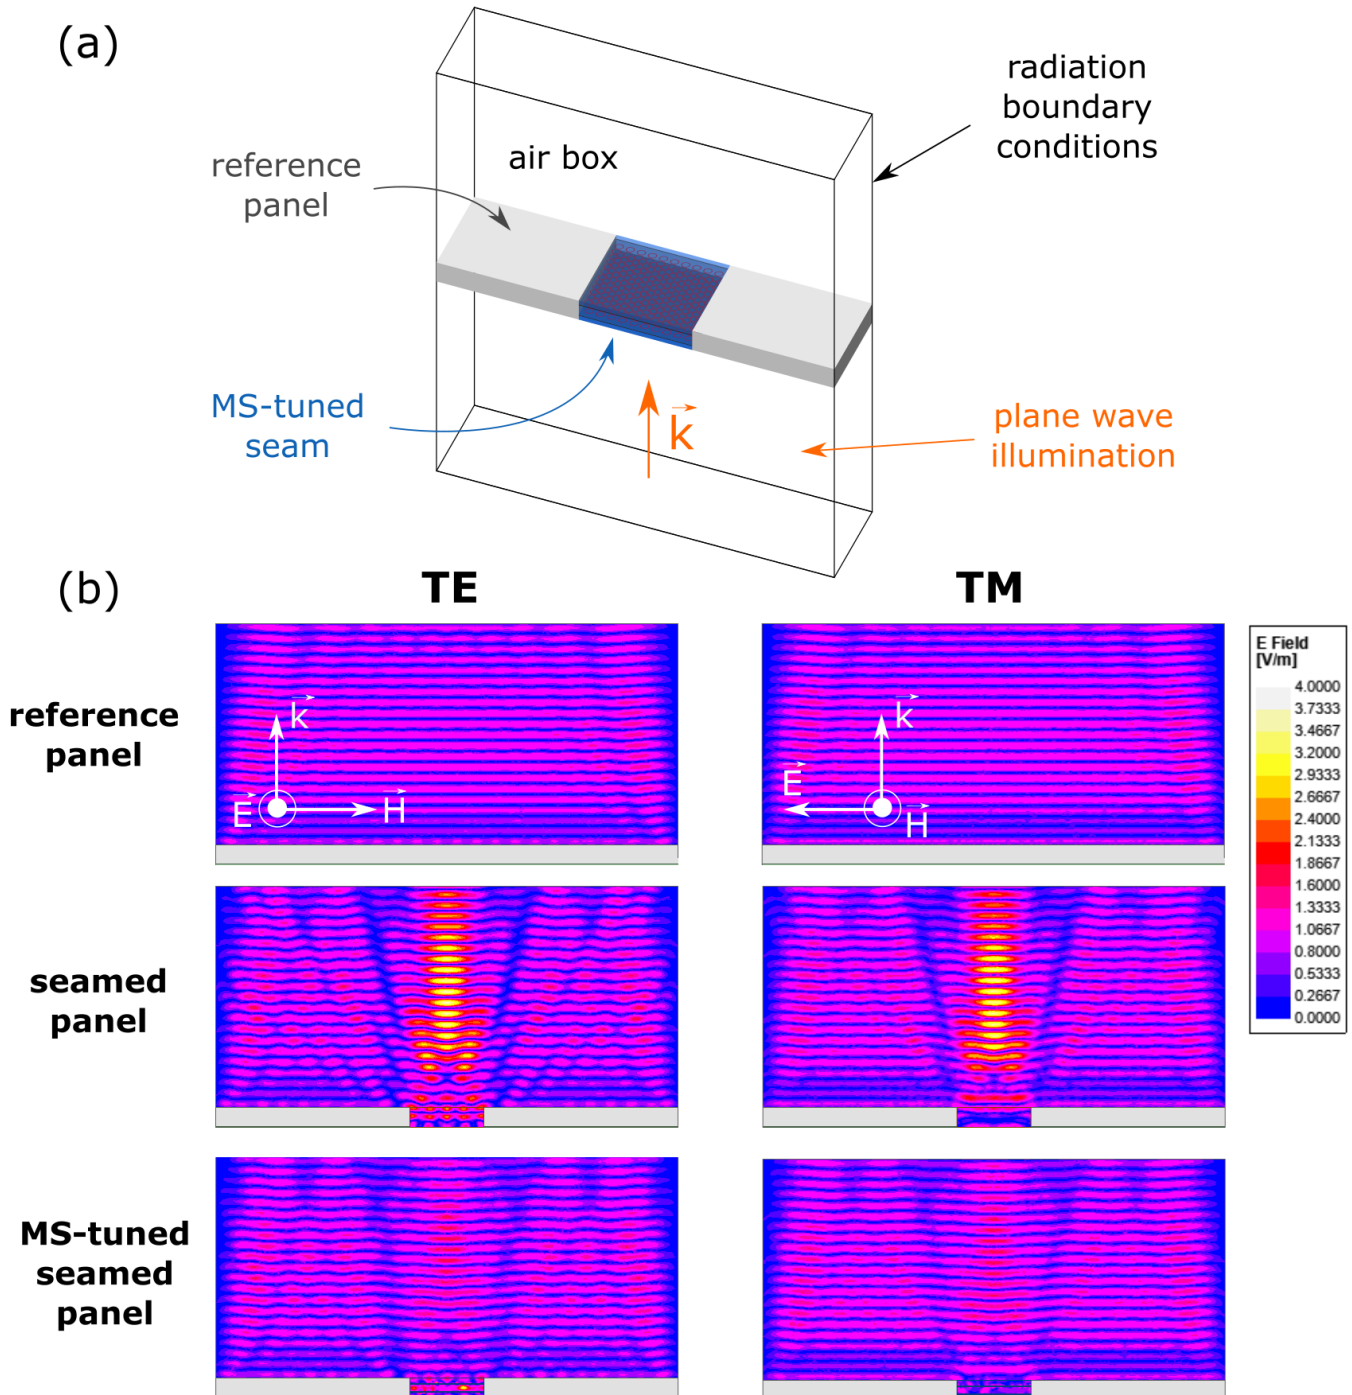 (a)
radiation
boundary
conditions
air box
reference
panel
MS-tuned
seam
k
plane wave
illumination
(b)
TE
TM
reference
panel
k
E
H
k
E
H
E Field
[V/m]
4.0000
3.7333
3.4667
3.2000
2.9333
2.6667
2.4000
2.1333
1.8667
1.6000
1.3333
1.0667
0.8000
0.5333
0.2667
0.0000
seamed
panel
MS-tuned
seamed
panel